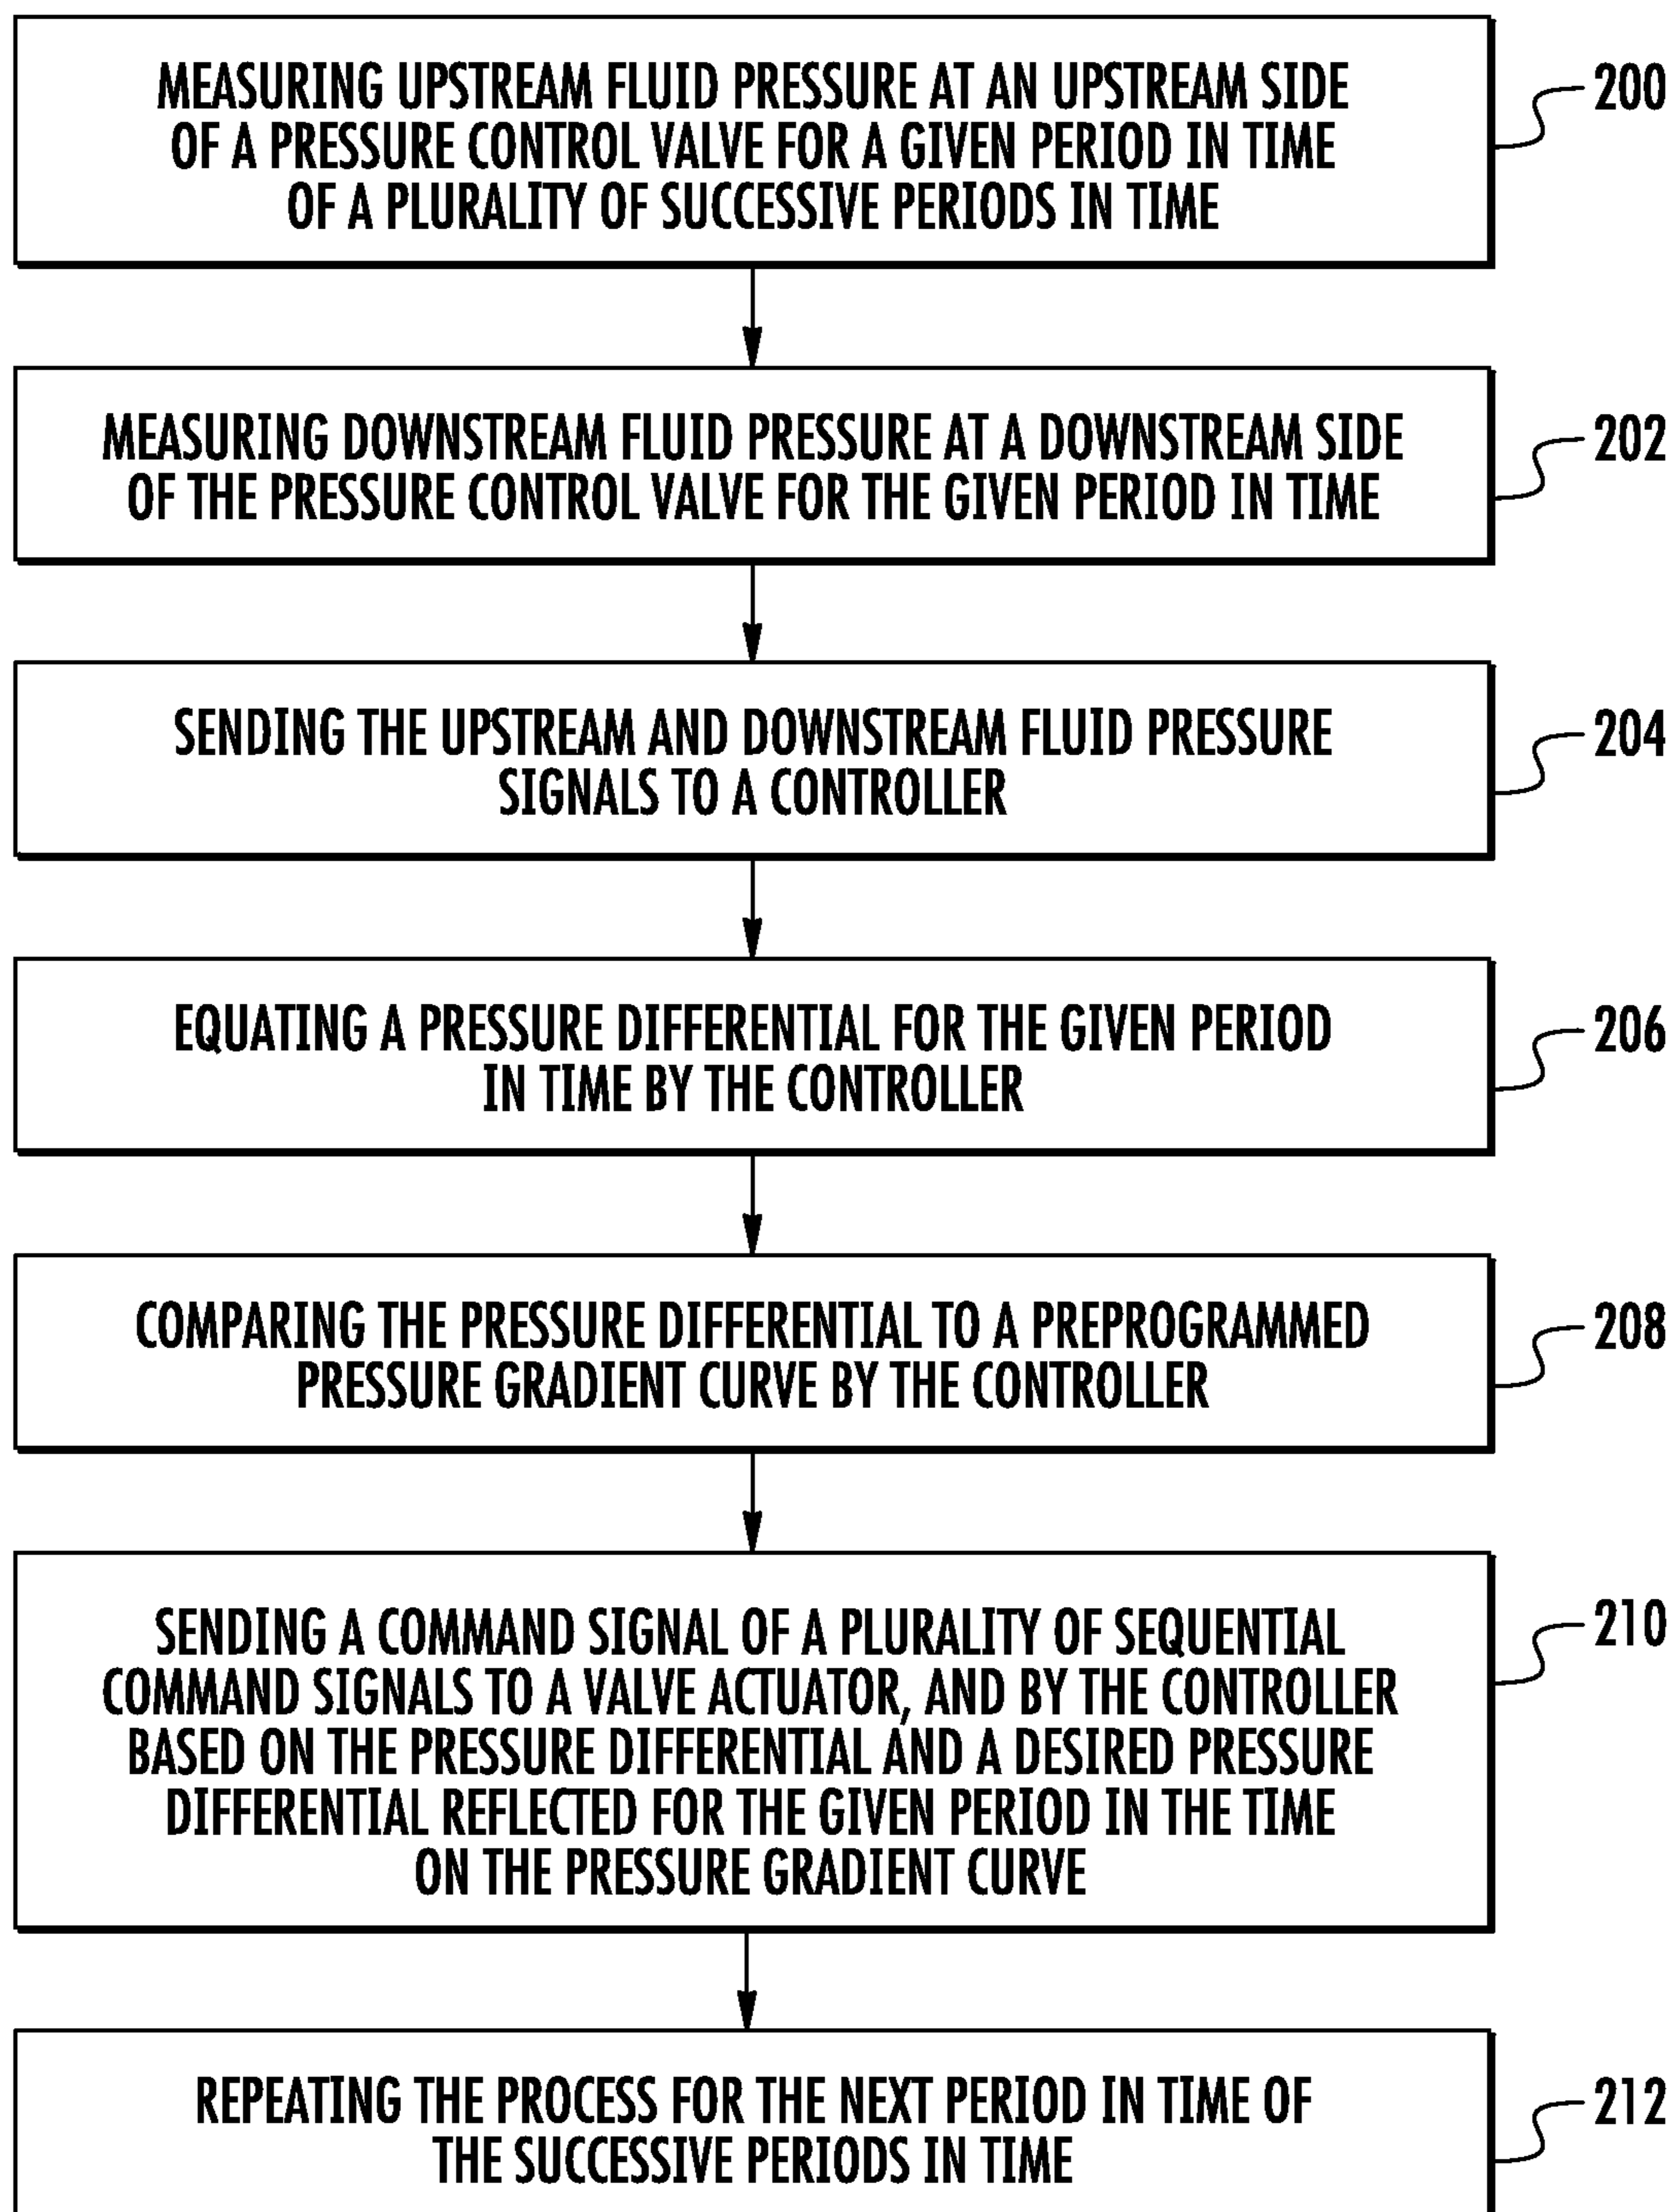 MEASURING UPSTREAM FLUID PRESSURE AT AN UPSTREAM SIDE
OF A PRESSURE CONTROL VALVE FOR A GIVEN PERIOD IN TIME
OF A PLURALITY OF SUCCESSIVE PERIODS IN TIME
200
MEASURING DOWNSTREAM FLUID PRESSURE AT A DOWNSTREAM SIDE
OF THE PRESSURE CONTROL VALVE FOR THE GIVEN PERIOD IN TIME
202
SENDING THE UPSTREAM AND DOWNSTREAM FLUID PRESSURE
SIGNALS TO A CONTROLLER
204
EQUATING A PRESSURE DIFFERENTIAL FOR THE GIVEN PERIOD
IN TIME BY THE CONTROLLER
206
COMPARING THE PRESSURE DIFFERENTIAL TO A PREPROGRAMMED
PRESSURE GRADIENT CURVE BY THE CONTROLLER
208
SENDING A COMMAND SIGNAL OF A PLURALITY OF SEQUENTIAL
COMMAND SIGNALS TO A VALVE ACTUATOR, AND BY THE CONTROLLER
BASED ON THE PRESSURE DIFFERENTIAL AND A DESIRED PRESSURE
DIFFERENTIAL REFLECTED FOR THE GIVEN PERIOD IN THE TIME
ON THE PRESSURE GRADIENT CURVE
210
REPEATING THE PROCESS FOR THE NEXT PERIOD IN TIME OF
THE SUCCESSIVE PERIODS IN TIME
212